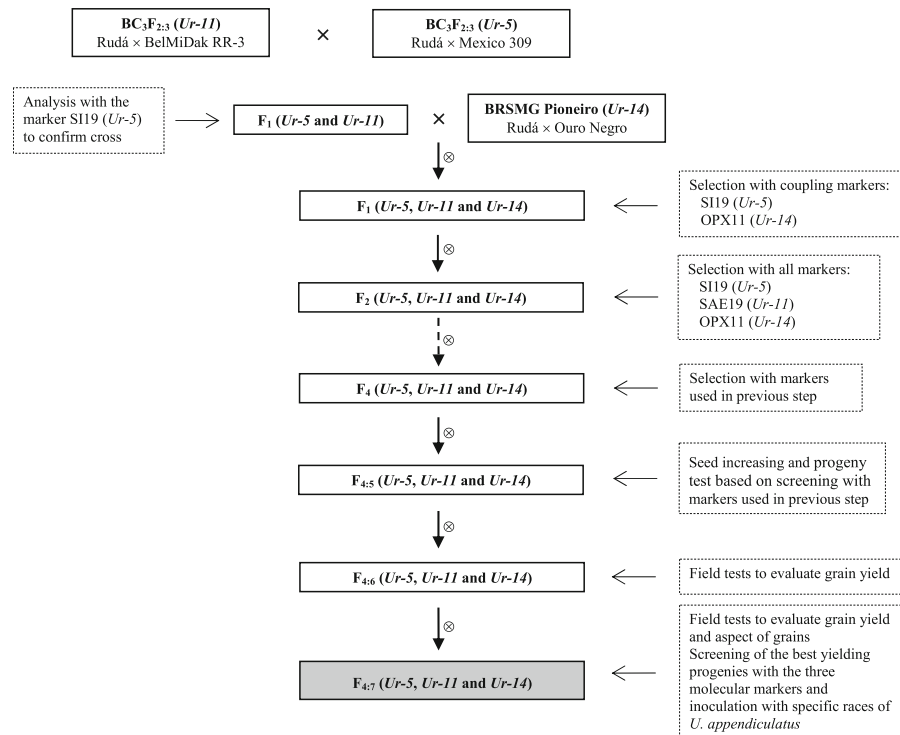 BC3F2:3 (Ur-11)
Rudá × BelMiDak RR-3
×
BC3F2:3 (Ur-5)
Rudá × Mexico 309
Analysis with the
marker SI19 (Ur-5)
to confirm cross
F1 (Ur-5 and Ur-11)
×
BRSMG Pioneiro (Ur-14)
Rudá × Ouro Negro
⊗
F1 (Ur-5, Ur-11 and Ur-14)
Selection with coupling markers:
SI19 (Ur-5)
OPX11 (Ur-14)
⊗
F2 (Ur-5, Ur-11 and Ur-14)
Selection with all markers:
SI19 (Ur-5)
SAE19 (Ur-11)
OPX11 (Ur-14)
⊗
F4 (Ur-5, Ur-11 and Ur-14)
Selection with markers
used in previous step
⊗
F4:5 (Ur-5, Ur-11 and Ur-14)
Seed increasing and progeny
test based on screening with
markers used in previous step
⊗
F4:6 (Ur-5, Ur-11 and Ur-14)
Field tests to evaluate grain yield
⊗
F4:7 (Ur-5, Ur-11 and Ur-14)
Field tests to evaluate grain yield
and aspect of grains
Screening of the best yielding
progenies with the three
molecular markers and
inoculation with specific races of
U. appendiculatus